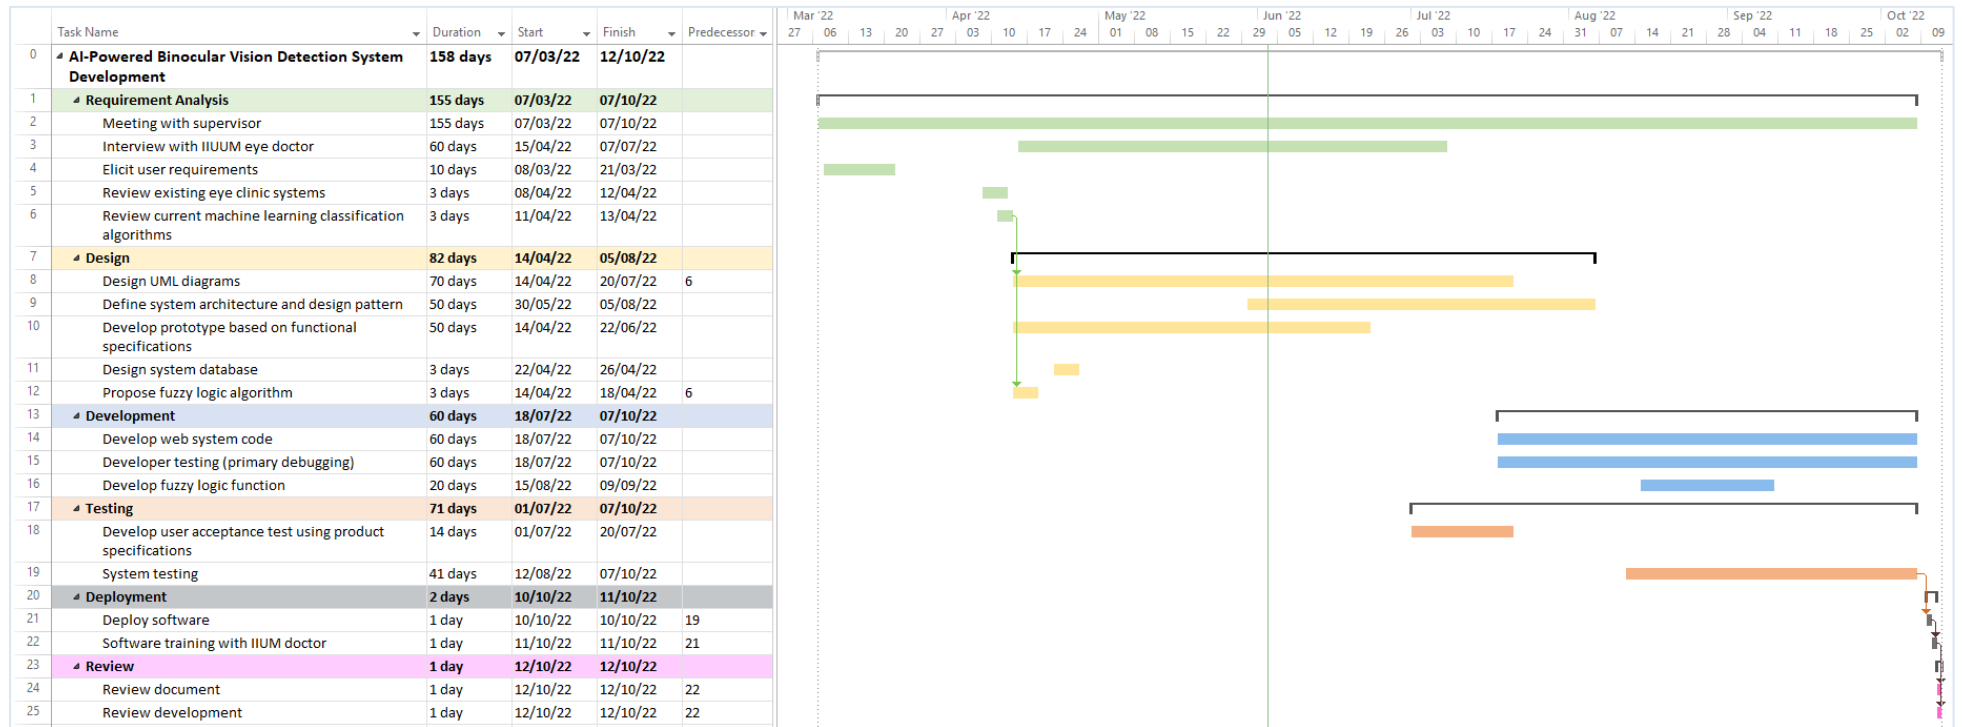 Mar '22 Apr '22 May '22 Jun '22 Jul '22 Aug '22 Sep '22 Oct '22
Task Name Duration Start Finish Predecessor 27 06 13 20 27 03 10 17 24 01 08 15 22 29 05 12 19 26 03 10 17 24 31 07 14 21 28 04 11 18 25 02 09
0 AI-Powered Binocular Vision Detection System 158 days 07/03/22 12/10/22
Development
1 Requirement Analysis 155 days 07/03/22 07/10/22
2 Meeting with supervisor 155 days 07/03/22 07/10/22
3 Interview with IIUUM eye doctor 60 days 15/04/22 07/07/22
4 Elicit user requirements 10 days 08/03/22 21/03/22
5 Review existing eye clinic systems 3 days 08/04/22 12/04/22
6 Review current machine learning classification 3 days 11/04/22 13/04/22
algorithms
7 Design 82 days 14/04/22 05/08/22
8 Design UML diagrams 70 days 14/04/22 20/07/22 6
9 Define system architecture and design pattern 50 days 30/05/22 05/08/22
10 Develop prototype based on functional 50 days 14/04/22 22/06/22
specifications
11 Design system database 3 days 22/04/22 26/04/22
12 Propose fuzzy logic algorithm 3 days 14/04/22 18/04/22 6
13 Development 60 days 18/07/22 07/10/22
14 Develop web system code 60 days 18/07/22 07/10/22
15 Developer testing (primary debugging) 60 days 18/07/22 07/10/22
16 Develop fuzzy logic function 20 days 15/08/22 09/09/22
17 Testing 71 days 01/07/22 07/10/22
18 Develop user acceptance test using product 14 days 01/07/22 20/07/22
specifications
19 System testing 41 days 12/08/22 07/10/22
20 Deployment 2 days 10/10/22 11/10/22
21 Deploy software 1 day 10/10/22 10/10/22 19
22 Software training with IIUM doctor 1 day 11/10/22 11/10/22 21
23 Review 1 day 12/10/22 12/10/22
24 Review document 1 day 12/10/22 12/10/22 22
25 Review development 1 day 12/10/22 12/10/22 22